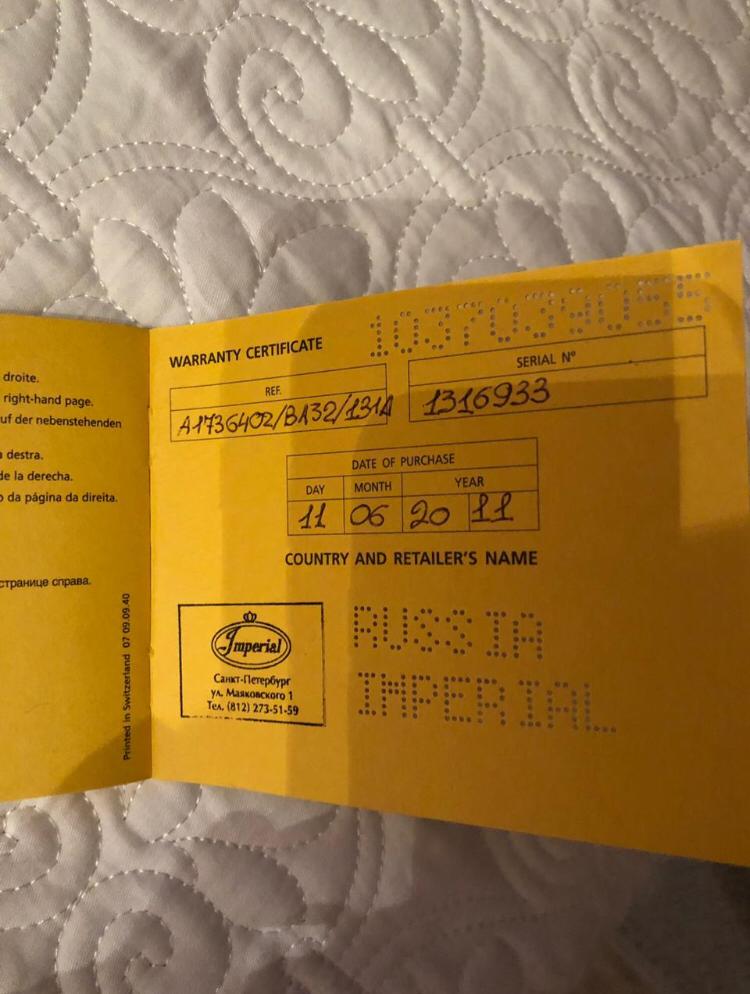 droite.
right-hand page.
uf der nebenstehenden
destra.
de la derecha.
da página da direita.
странице справа.
Printed in Switzerland 07 09.09.40
1037039055
WARRANTY CERTIFICATE
REF.
A1736402/BA32/131A
SERIAL Nº
1316933
DATE OF PURCHASE
DAY MONTH YEAR
11 06 20 11
COUNTRY AND RETAILER'S NAME
Imperial
Санкт-Петербург
ул. Маяковского 1
Тел. (812) 273-51-59
RUSSIA
IMPERIAL